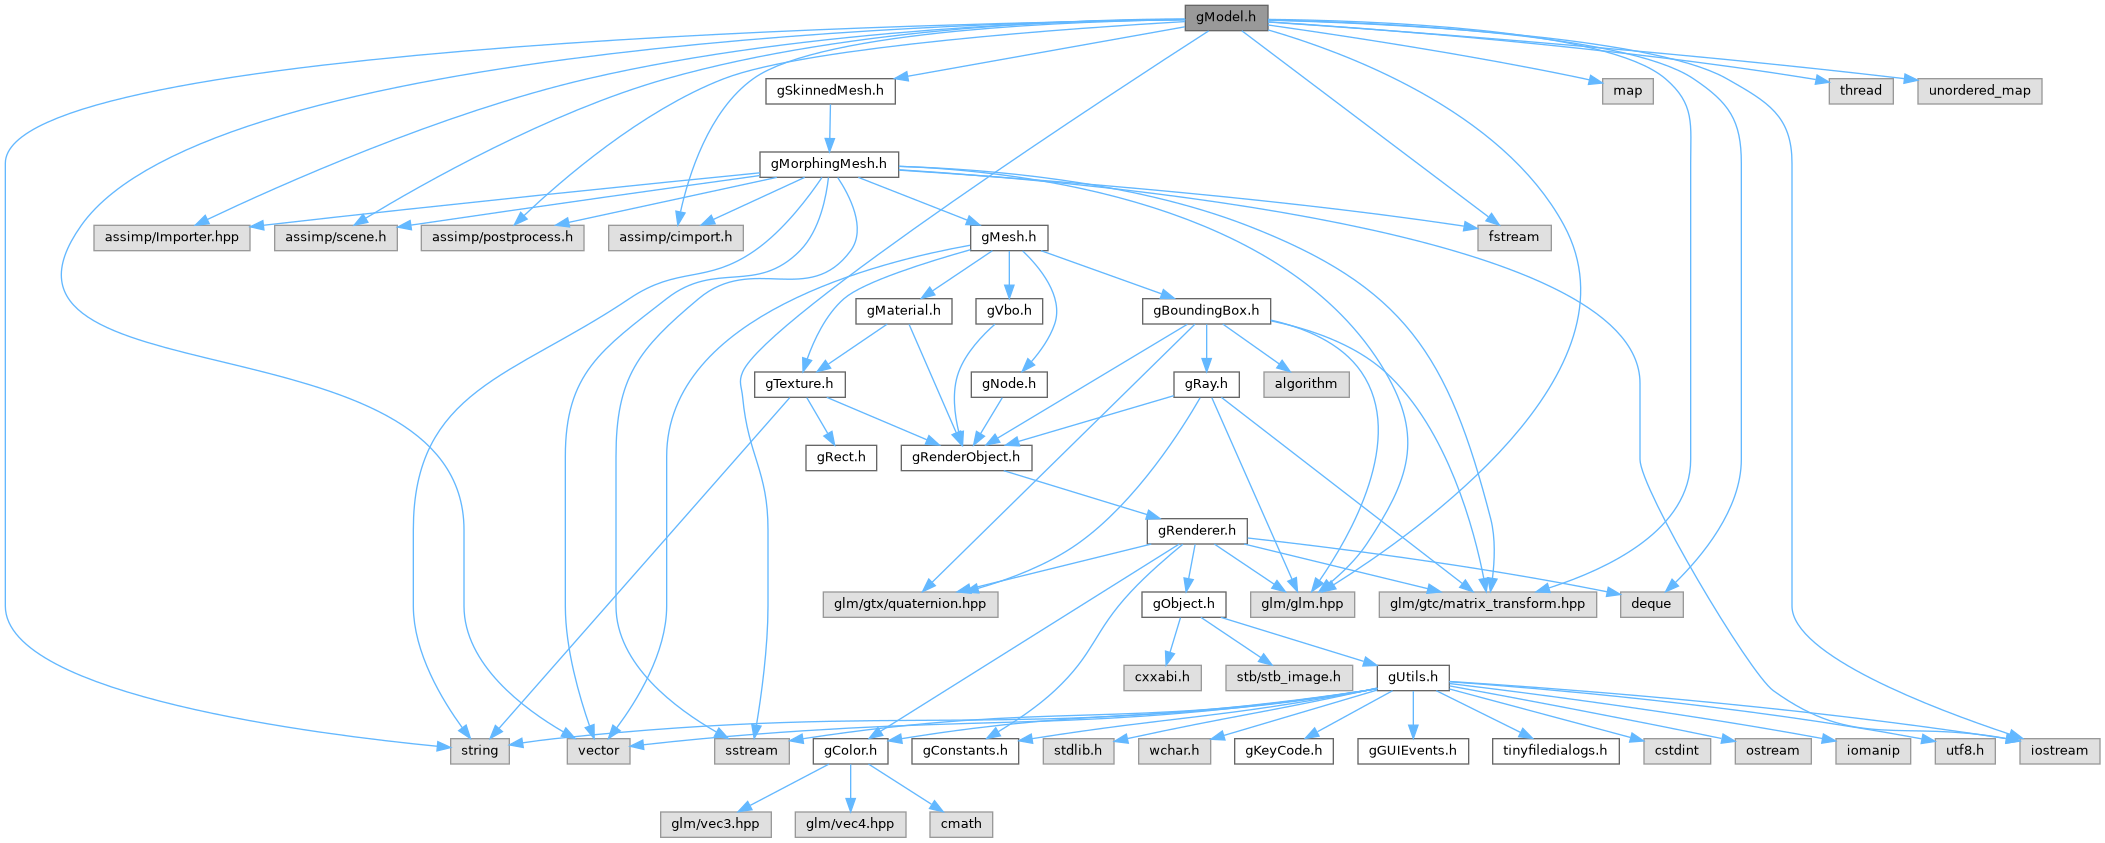 gModel.h
gSkinnedMesh.h
map
thread
unordered_map
gMorphingMesh.h
assimp/Importer.hpp
assimp/scene.h
assimp/postprocess.h
assimp/cimport.h
gMesh.h
fstream
gMaterial.h
gVbo.h
gBoundingBox.h
gTexture.h
gNode.h
gRay.h
algorithm
gRect.h
gRenderObject.h
gRenderer.h
glm/gtx/quaternion.hpp
gObject.h
glm/glm.hpp
glm/gtc/matrix_transform.hpp
deque
cxxabi.h
stb/stb_image.h
gUtils.h
string
vector
sstream
gColor.h
gConstants.h
stdlib.h
wchar.h
gKeyCode.h
gGUIEvents.h
tinyfiledialogs.h
cstdint
ostream
iomanip
utf8.h
iostream
glm/vec3.hpp
glm/vec4.hpp
cmath